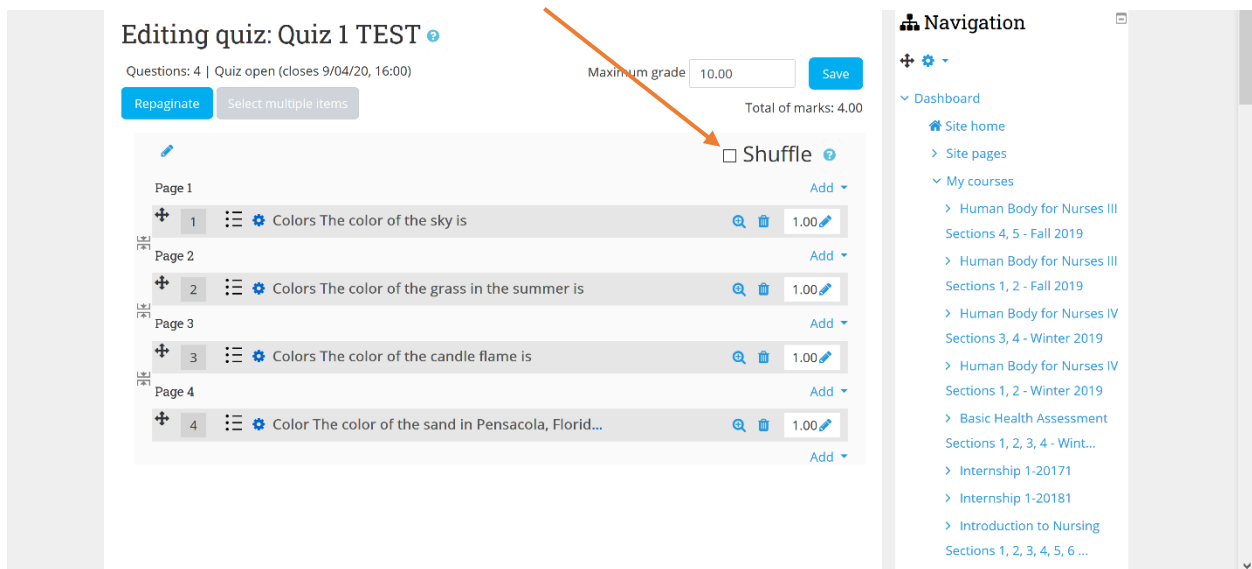 Editing quiz: Quiz 1 TEST
Questions: 4 | Quiz open (closes 9/04/20, 16:00)
Maximum grade 10.00 Save
Repaginate Select multiple items
Total of marks: 4.00
Shuffle
Page 1 Add
1 Colors The color of the sky is 1.00
Page 2 Add
2 Colors The color of the grass in the summer is 1.00
Page 3 Add
3 Colors The color of the candle flame is 1.00
Page 4 Add
4 Color The color of the sand in Pensacola, Florid... 1.00
Add
Navigation
Dashboard
Site home
Site pages
My courses
Human Body for Nurses III
Sections 4, 5 - Fall 2019
Human Body for Nurses III
Sections 1, 2 - Fall 2019
Human Body for Nurses IV
Sections 3, 4 - Winter 2019
Human Body for Nurses IV
Sections 1, 2 - Winter 2019
Basic Health Assessment
Sections 1, 2, 3, 4 - Wint...
Internship 1-20171
Internship 1-20181
Introduction to Nursing
Sections 1, 2, 3, 4, 5, 6 ...